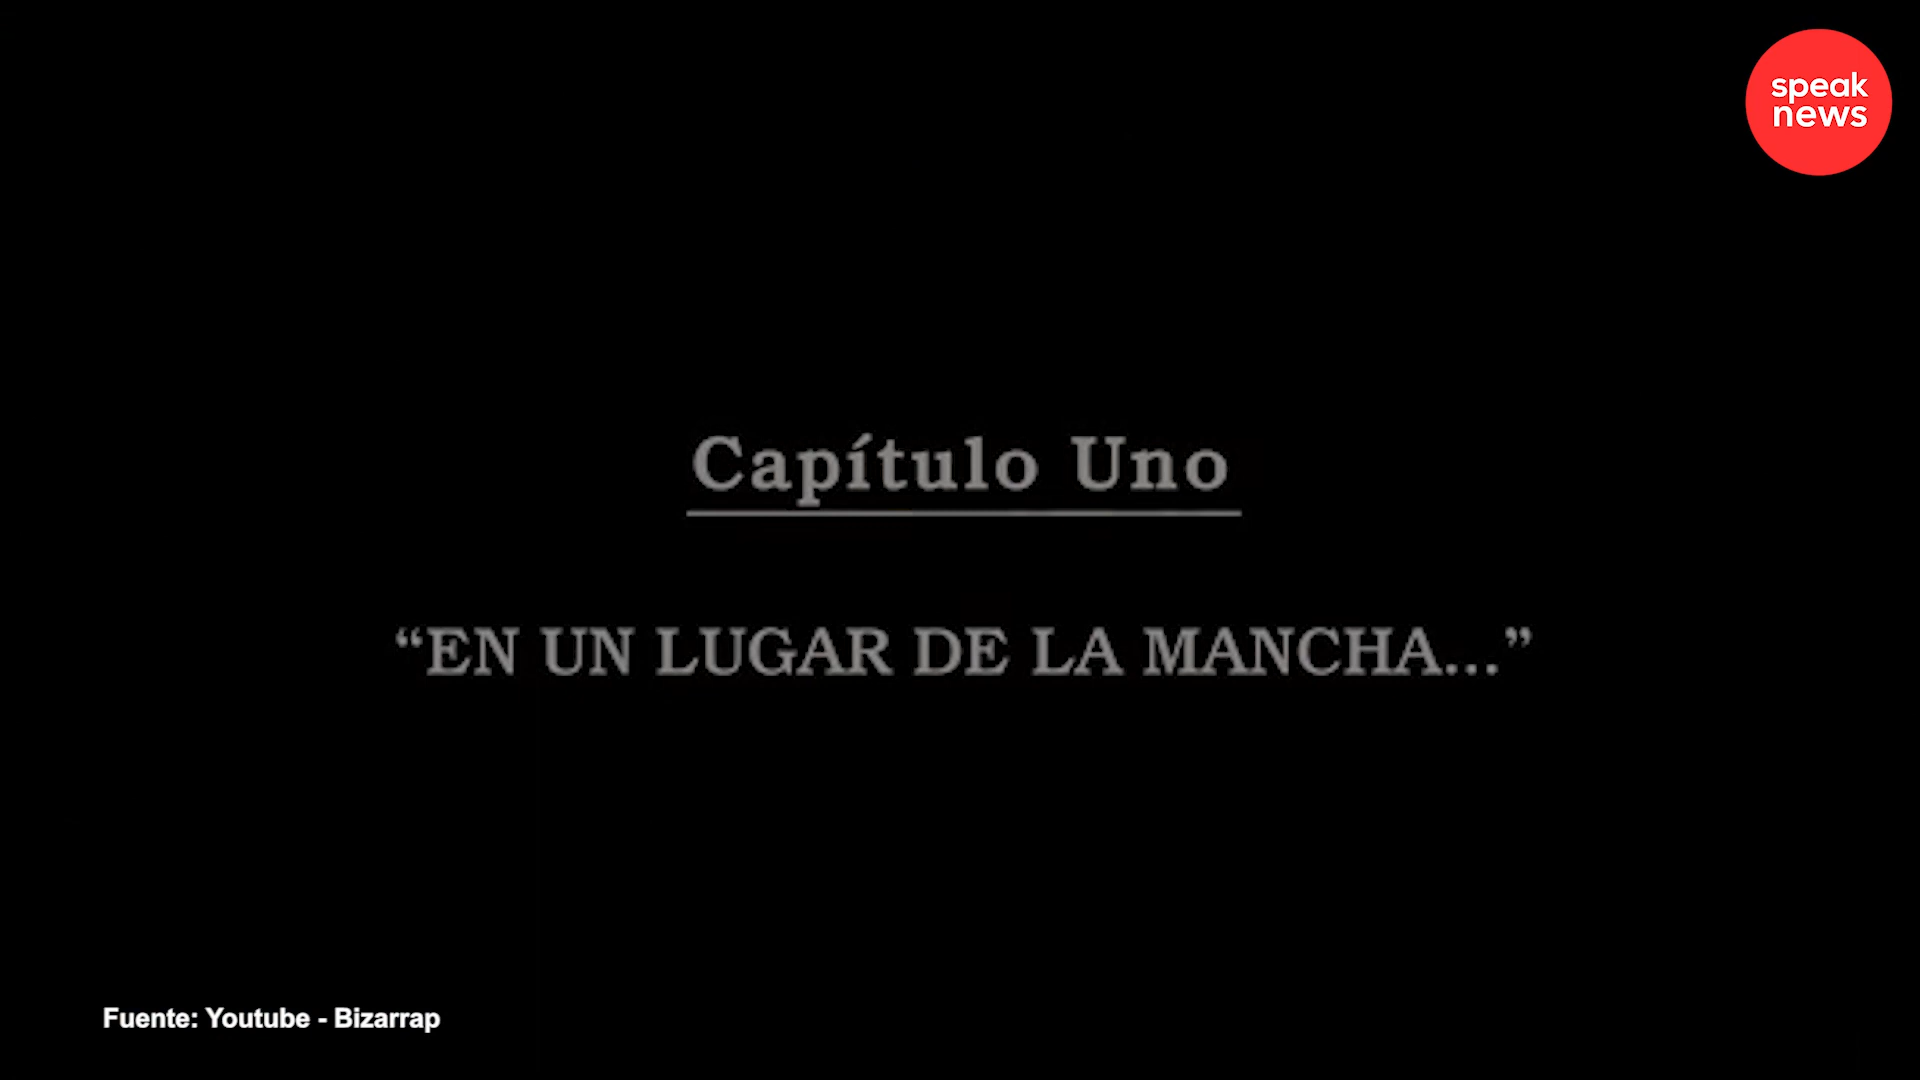 speak
news
Capítulo Uno
“EN UN LUGAR DE LA MANCHA...”
Fuente: Youtube - Bizarrap